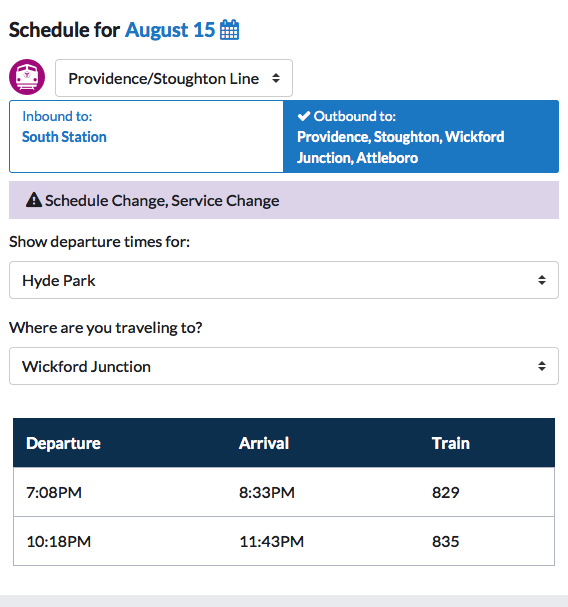 Schedule for August 15
Providence/Stoughton Line
Inbound to:
South Station
Outbound to:
Providence, Stoughton, Wickford
Junction, Attleboro
Schedule Change, Service Change
Show departure times for:
Hyde Park
Where are you traveling to?
Wickford Junction
Departure Arrival Train
7:08PM 8:33PM 829
10:18PM 11:43PM 835